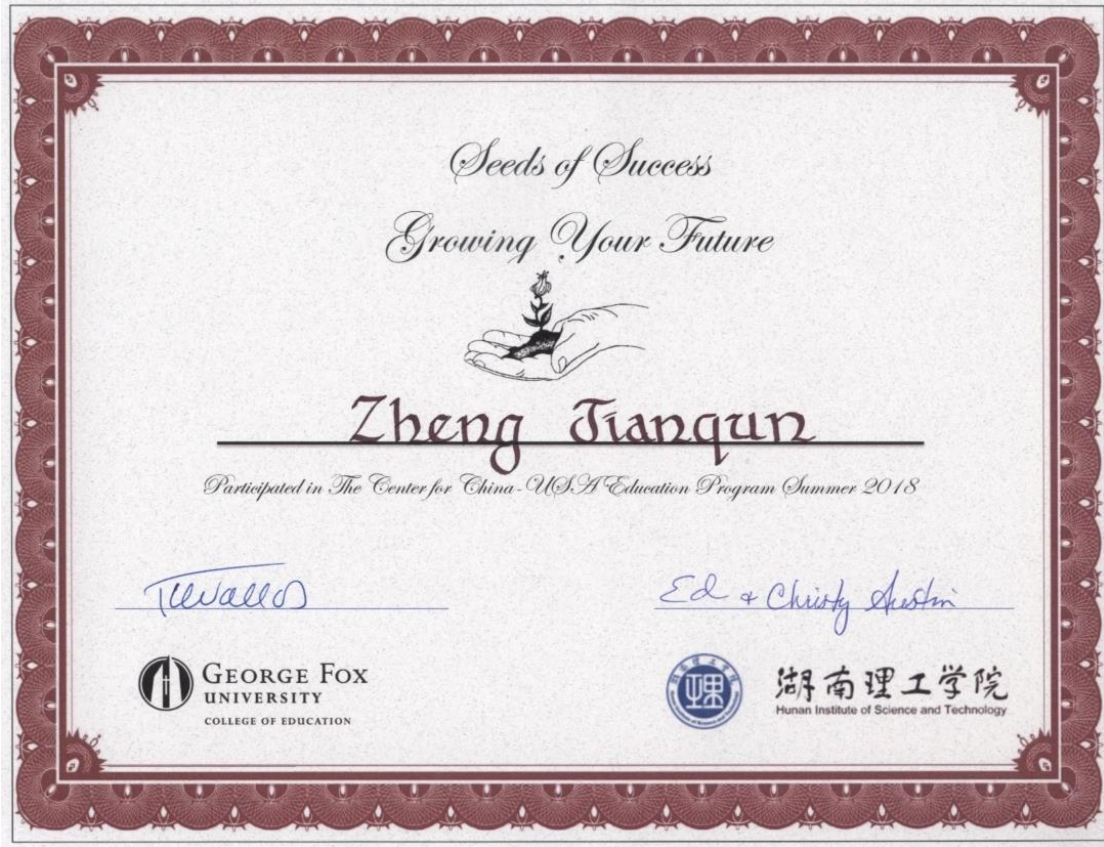 Seeds of Success
Growing Your Future
Zheng Tianqun
Participated in The Center for China-USA Education Program Summer 2018
Ed & Christy Austin
GEORGE FOX
UNIVERSITY
COLLEGE OF EDUCATION
湖南理工学院
Hunan Institute of Science and Technology